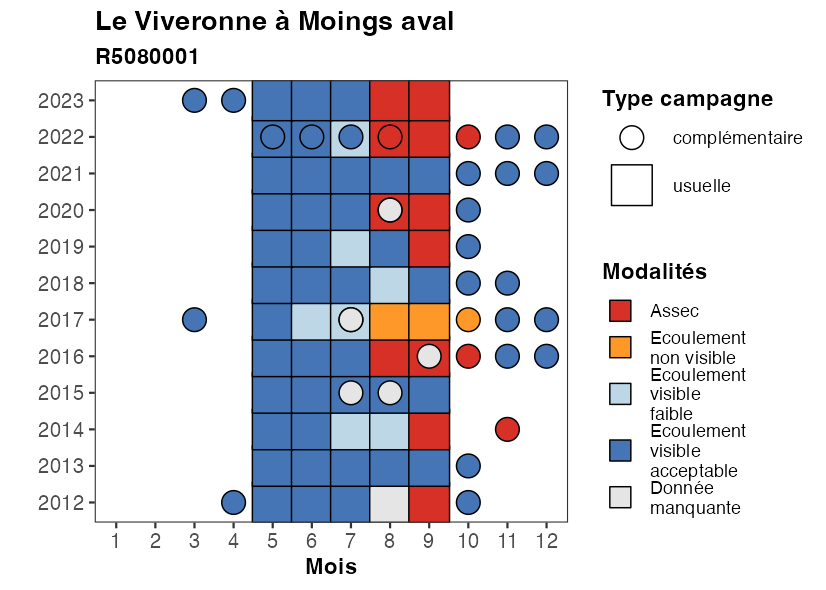 Le Viveronne à Moings aval
R5080001
2023
2022
2021
2020
2019
2018
2017
2016
2015
2014
2013
2012
1 2 3 4 5 6 7 8 9 10 11 12
Mois
Type campagne
complémentaire
usuelle
Modalités
Assec
Ecoulement
non visible
Ecoulement
visible
faible
Ecoulement
visible
acceptable
Donnée
manquante